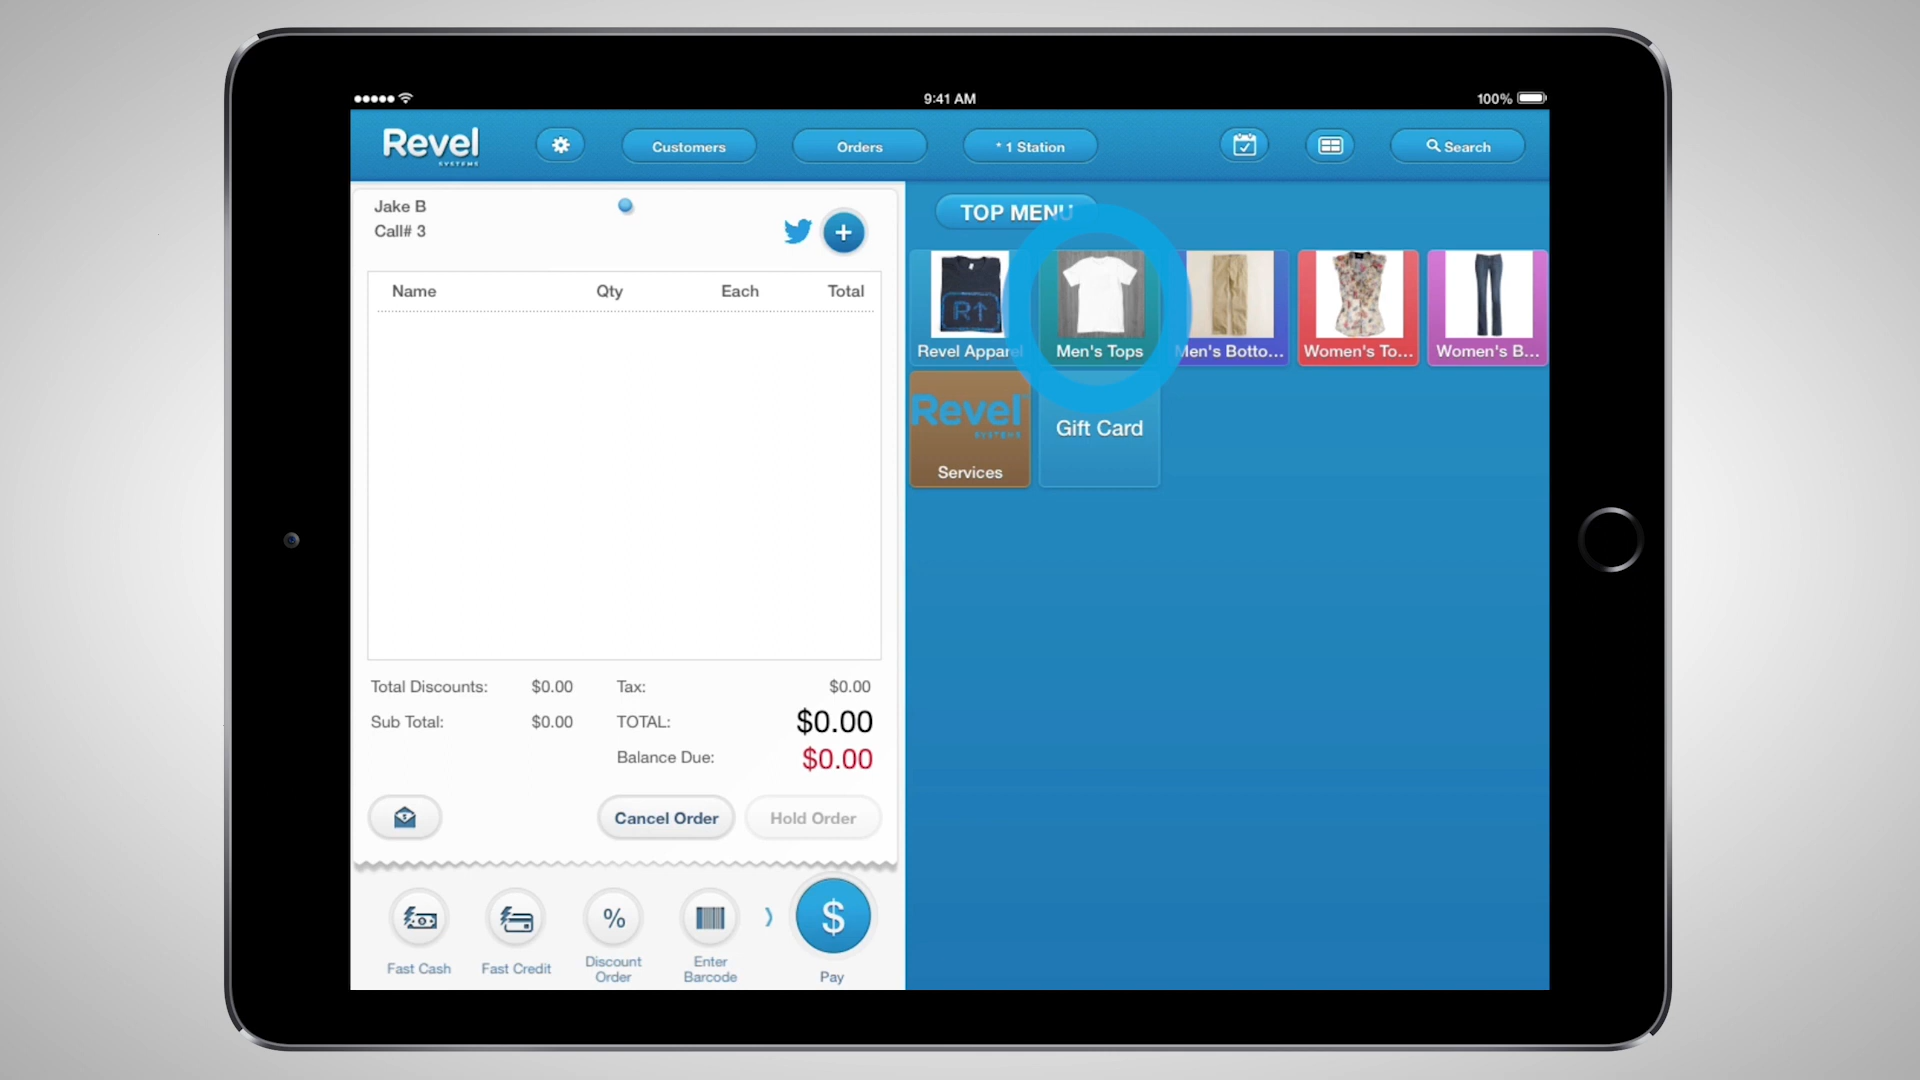 9:41 AM
100%
Revel
SYSTEMS
Customers
Orders
* 1 Station
Search
Jake B
Call# 3
TOP MENU
Name Qty Each Total
R↑
Revel Apparel
Men's Tops
Men's Botto...
Women's To...
Women's B...
Revel
SYSTEMS
Services
Gift Card
Total Discounts: $0.00 Tax: $0.00
Sub Total: $0.00 TOTAL: $0.00
Balance Due: $0.00
Cancel Order
Hold Order
%
$
Fast Cash
Fast Credit
Discount
Order
Enter
Barcode
Pay